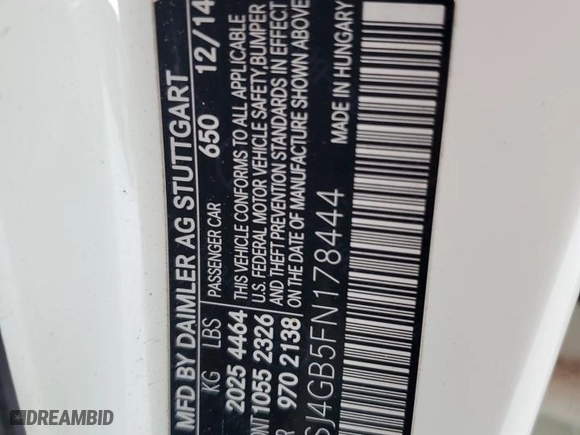 MFD BY DAIMLER AG STUTTGART
650 12/14
KG LBS PASSENGER CAR
2025 4464
1055 2326
970 2138
THIS VEHICLE CONFORMS TO ALL APPLICABLE
U.S. FEDERAL MOTOR VEHICLE SAFETY, BUMPER
AND THEFT PREVENTION STANDARDS IN EFFECT
ON THE DATE OF MANUFACTURE SHOWN ABOVE
SJ4GB5FN178444
MADE IN HUNGARY
DREAMBID